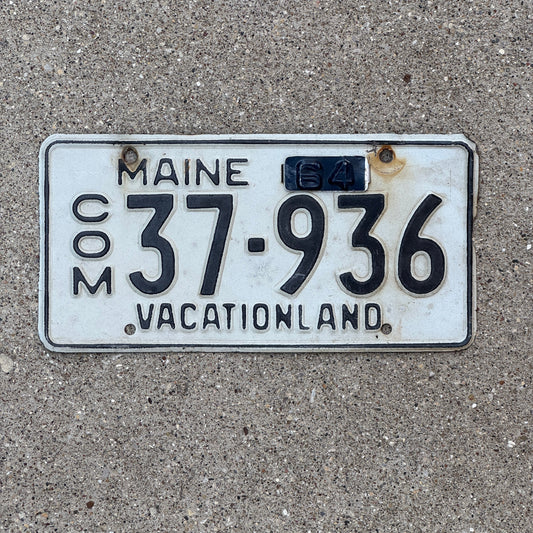 MAINE 64
COM
37-936
VACATIONLAND